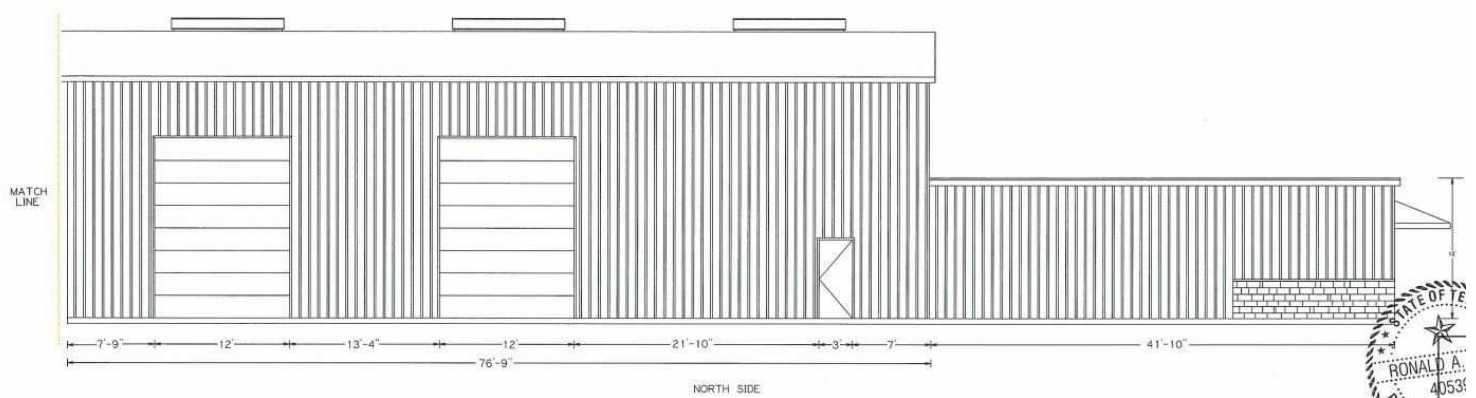 MATCH
LINE
7'-9" 12' 13'-4" 12' 21'-10" 3' 7' 41'-10"
76'-9"
NORTH SIDE
STATE OF TE
RONALD A.
40539